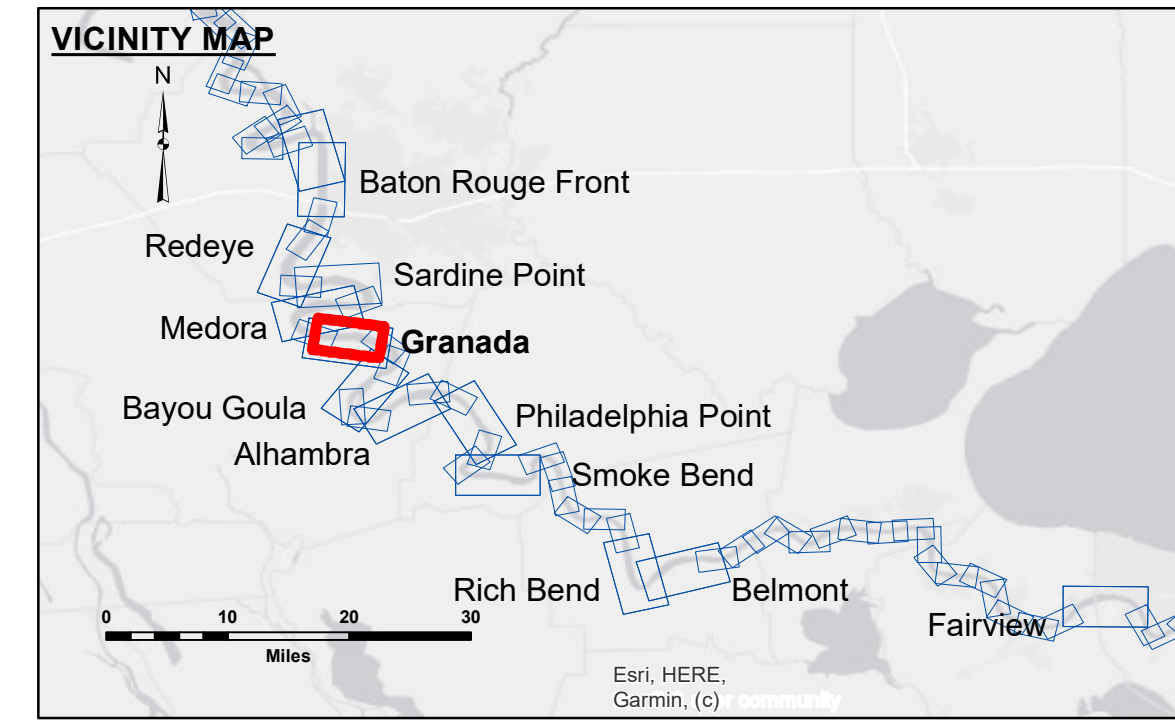 VICINITY MAP
N
Baton Rouge Front
Redeye
Sardine Point
Medora
Granada
Bayou Goula
Philadelphia Point
Alhambra
Smoke Bend
Rich Bend
Belmont
Fairview
0 10 20 30
Miles
Esri, HERE,
Garmin, (c) community